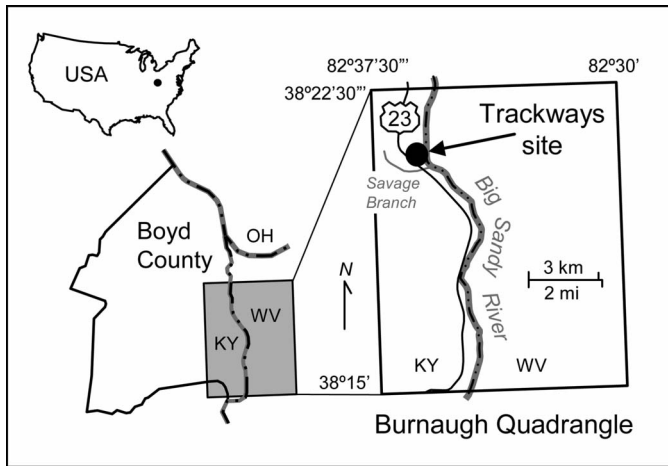 USA
82º37'30"'
82º30'
38º22'30"'
23
Trackways
site
Savage
Branch
Big Sandy River
Boyd
County
OH
N
3 km
2 mi
WV
KY
KY
WV
38º15'
Burnaugh Quadrangle